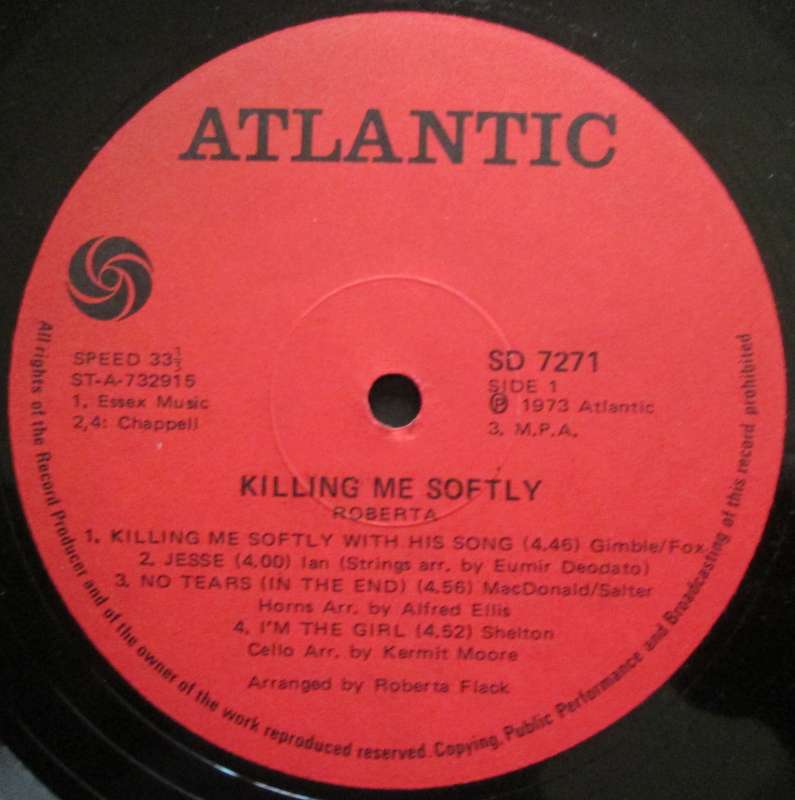 ATLANTIC
SPEED 33⅓
ST-A-732915
1. Essex Music
2,4: Chappell
SD 7271
SIDE 1
℗ 1973 Atlantic
3. M.P.A.
KILLING ME SOFTLY
ROBERTA
1. KILLING ME SOFTLY WITH HIS SONG (4.46) Gimble/Fox
2. JESSE (4.00) Ian (Strings arr. by Eumir Deodato)
3. NO TEARS (IN THE END) (4.56) MacDonald/Salter
Horns Arr. by Alfred Ellis
4. I'M THE GIRL (4.52) Shelton
Cello Arr. by Kermit Moore
Arranged by Roberta Flack
All rights of the Record Producer and of the owner of the work reproduced reserved. Copying, Public Performance and Broadcasting of this record prohibited